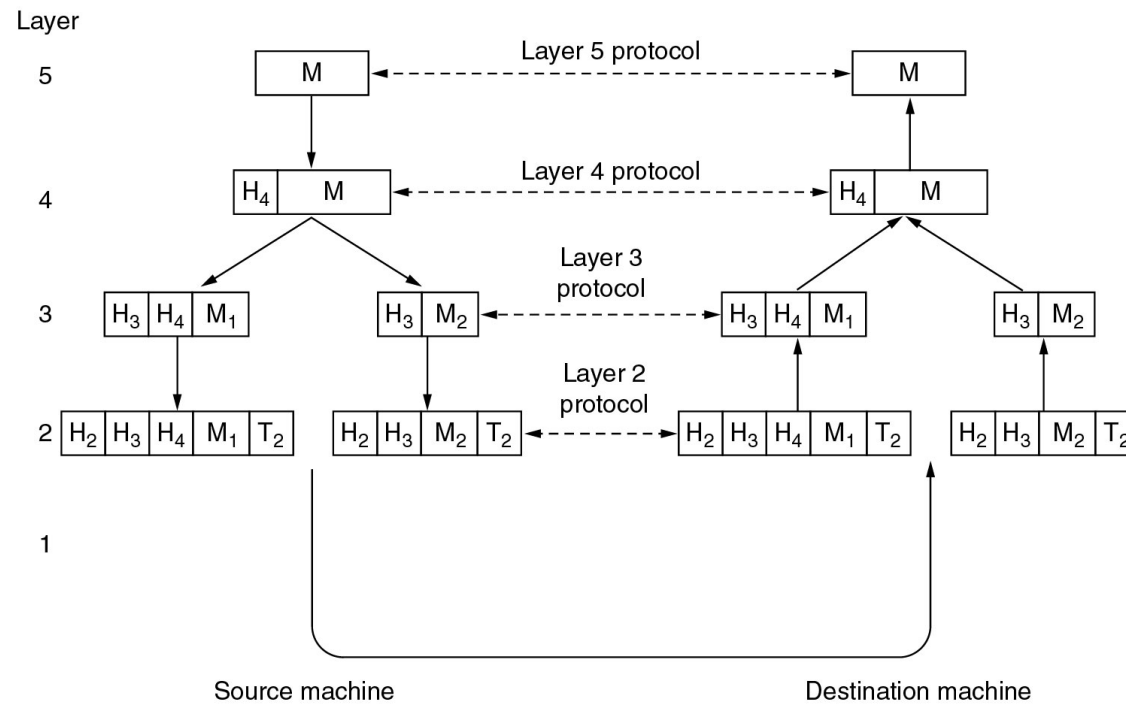 Layer
5 M Layer 5 protocol M
4 H₄ M Layer 4 protocol H₄ M
Layer 3
protocol
3 H₃ H₄ M₁ H₃ M₂ H₃ H₄ M₁ H₃ M₂
Layer 2
protocol
2 H₂ H₃ H₄ M₁ T₂ H₂ H₃ M₂ T₂ H₂ H₃ H₄ M₁ T₂ H₂ H₃ M₂ T₂
1
Source machine Destination machine